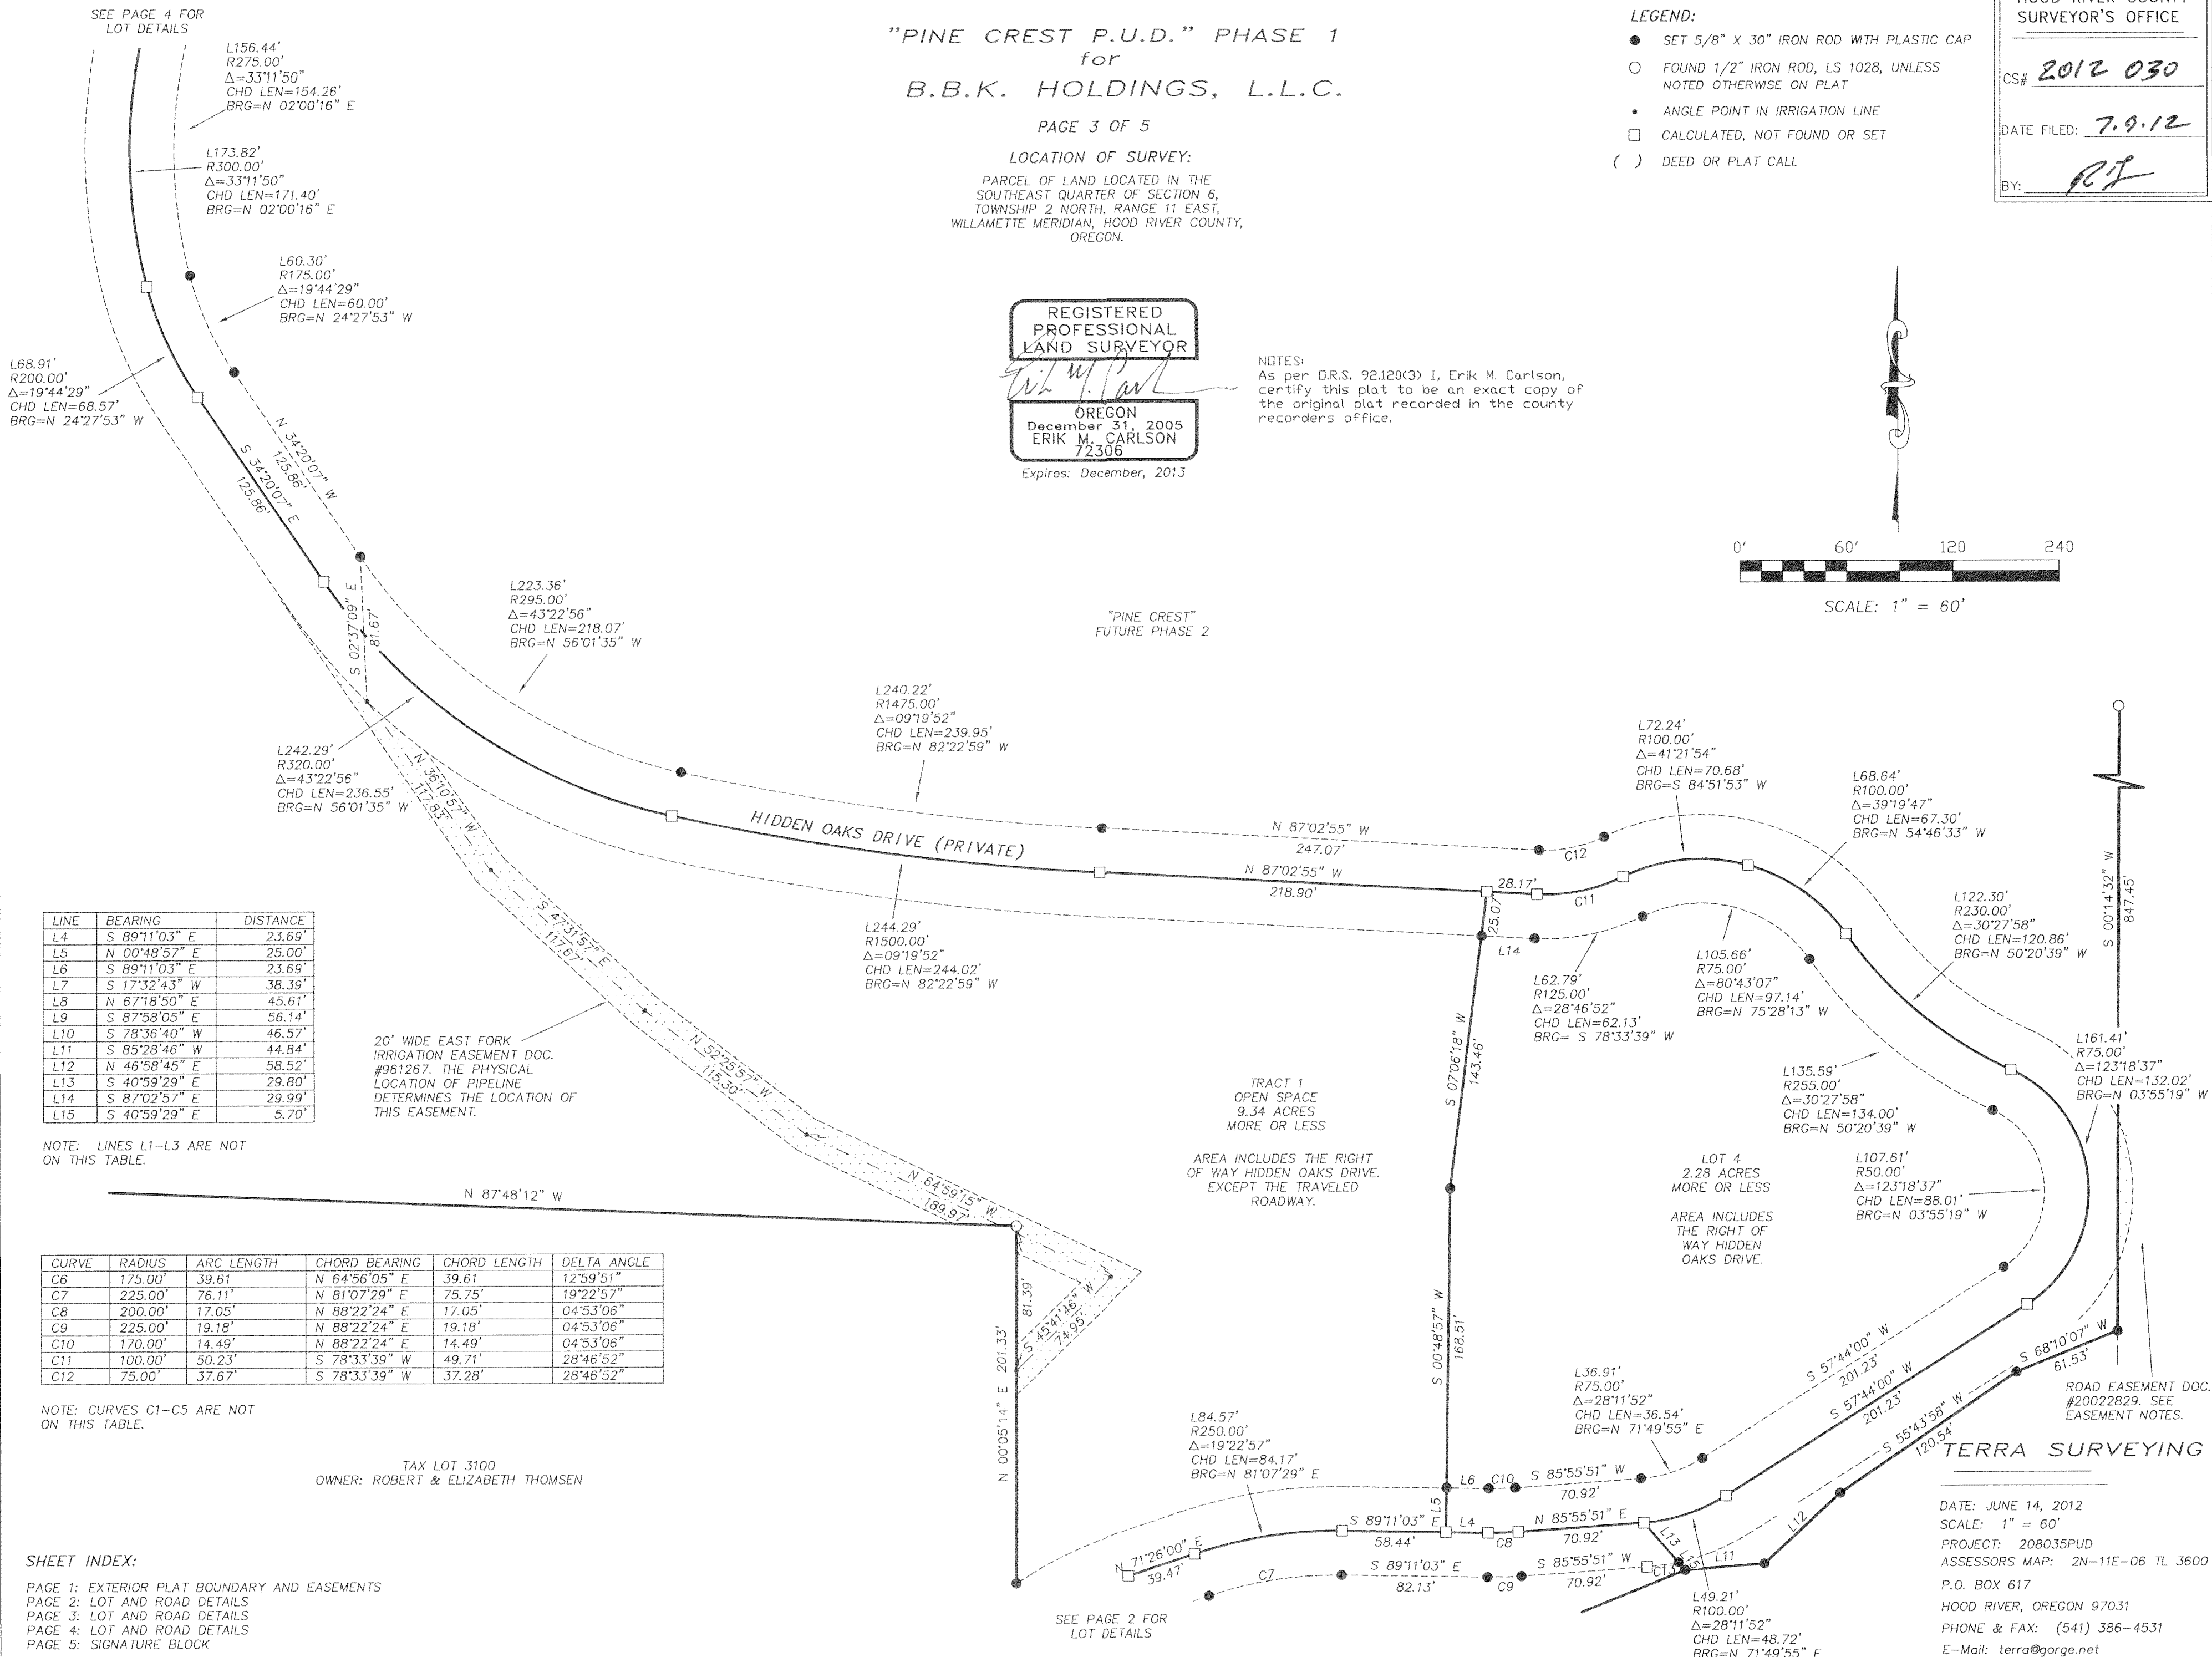 SEE PAGE 4 FOR
LOT DETAILS
L156.44'
R275.00'
Δ=33°11'50"
CHD LEN=154.26'
BRG=N 02°00'16" E
L173.82'
R300.00'
Δ=33°11'50"
CHD LEN=171.40'
BRG=N 02°00'16" E
L60.30'
R175.00'
Δ=19°44'29"
CHD LEN=60.00'
BRG=N 24°27'53" W
L68.91'
R200.00'
Δ=19°44'29"
CHD LEN=68.57'
BRG=N 24°27'53" W
N 34°20'07" W
125.86'
S 34°20'07" E
125.86'
"PINE CREST P.U.D." PHASE 1
for
B.B.K. HOLDINGS, L.L.C.
PAGE 3 OF 5
LOCATION OF SURVEY:
PARCEL OF LAND LOCATED IN THE
SOUTHEAST QUARTER OF SECTION 6,
TOWNSHIP 2 NORTH, RANGE 11 EAST,
WILLAMETTE MERIDIAN, HOOD RIVER COUNTY,
OREGON.
REGISTERED
PROFESSIONAL
LAND SURVEYOR
Erik M. Carl
OREGON
December 31, 2005
ERIK M. CARLSON
72306
Expires: December, 2013
NOTES:
As per O.R.S. 92.120(3) I, Erik M. Carlson,
certify this plat to be an exact copy of
the original plat recorded in the county
recorders office.
LEGEND:
SET 5/8" X 30" IRON ROD WITH PLASTIC CAP
FOUND 1/2" IRON ROD, LS 1028, UNLESS
NOTED OTHERWISE ON PLAT
ANGLE POINT IN IRRIGATION LINE
CALCULATED, NOT FOUND OR SET
( ) DEED OR PLAT CALL
HOOD RIVER COUNTY
SURVEYOR'S OFFICE
CS# 2012 030
DATE FILED: 7.9.12
BY:
0' 60' 120 240
SCALE: 1" = 60'
S 02°37'09" E
81.67'
L223.36'
R295.00'
Δ=43°22'56"
CHD LEN=218.07'
BRG=N 56°01'35" W
"PINE CREST"
FUTURE PHASE 2
L242.29'
R320.00'
Δ=43°22'56"
CHD LEN=236.55'
BRG=N 56°01'35" W
L240.22'
R1475.00'
Δ=09°19'52"
CHD LEN=239.95'
BRG=N 82°22'59" W
HIDDEN OAKS DRIVE (PRIVATE)
L244.29'
R1500.00'
Δ=09°19'52"
CHD LEN=244.02'
BRG=N 82°22'59" W
N 87°02'55" W
247.07'
N 87°02'55" W
218.90'
28.17'
C12
C11
25.07'
L14
L72.24'
R100.00'
Δ=41°21'54"
CHD LEN=70.68'
BRG=S 84°51'53" W
L68.64'
R100.00'
Δ=39°19'47"
CHD LEN=67.30'
BRG=N 54°46'33" W
L122.30'
R230.00'
Δ=30°27'58"
CHD LEN=120.86'
BRG=N 50°20'39" W
S 00°14'32" W
847.45'
L62.79'
R125.00'
Δ=28°46'52"
CHD LEN=62.13'
BRG= S 78°33'39" W
L105.66'
R75.00'
Δ=80°43'07"
CHD LEN=97.14'
BRG=N 75°28'13" W
L161.41'
R75.00'
Δ=123°18'37"
CHD LEN=132.02'
BRG=N 03°55'19" W
L135.59'
R255.00'
Δ=30°27'58"
CHD LEN=134.00'
BRG=N 50°20'39" W
L107.61'
R50.00'
Δ=123°18'37"
CHD LEN=88.01'
BRG=N 03°55'19" W
N 36°10'57" W
117.83'
S 47°31'57" E
117.67'
N 52°25'57" W
115.30'
N 64°59'15" W
189.97'
S 45°41'46" W
74.95'
20' WIDE EAST FORK
IRRIGATION EASEMENT DOC.
#961267. THE PHYSICAL
LOCATION OF PIPELINE
DETERMINES THE LOCATION OF
THIS EASEMENT.
LINE BEARING DISTANCE
L4 S 89°11'03" E 23.69'
L5 N 00°48'57" E 25.00'
L6 S 89°11'03" E 23.69'
L7 S 17°32'43" W 38.39'
L8 N 67°18'50" E 45.61'
L9 S 87°58'05" E 56.14'
L10 S 78°36'40" W 46.57'
L11 S 85°28'46" W 44.84'
L12 N 46°58'45" E 58.52'
L13 S 40°59'29" E 29.80'
L14 S 87°02'57" E 29.99'
L15 S 40°59'29" E 5.70'
NOTE: LINES L1-L3 ARE NOT
ON THIS TABLE.
N 87°48'12" W
CURVE RADIUS ARC LENGTH CHORD BEARING CHORD LENGTH DELTA ANGLE
C6 175.00' 39.61 N 64°56'05" E 39.61 12°59'51"
C7 225.00' 76.11' N 81°07'29" E 75.75' 19°22'57"
C8 200.00' 17.05' N 88°22'24" E 17.05' 04°53'06"
C9 225.00' 19.18' N 88°22'24" E 19.18' 04°53'06"
C10 170.00' 14.49' N 88°22'24" E 14.49' 04°53'06"
C11 100.00' 50.23' S 78°33'39" W 49.71' 28°46'52"
C12 75.00' 37.67' S 78°33'39" W 37.28' 28°46'52"
NOTE: CURVES C1-C5 ARE NOT
ON THIS TABLE.
TAX LOT 3100
OWNER: ROBERT & ELIZABETH THOMSEN
81.39'
N 00°05'14" E 201.33'
TRACT 1
OPEN SPACE
9.34 ACRES
MORE OR LESS
AREA INCLUDES THE RIGHT
OF WAY HIDDEN OAKS DRIVE.
EXCEPT THE TRAVELED
ROADWAY.
S 07°06'18" W
143.46'
S 00°48'57" W
168.51'
LOT 4
2.28 ACRES
MORE OR LESS
AREA INCLUDES
THE RIGHT OF
WAY HIDDEN
OAKS DRIVE.
L84.57'
R250.00'
Δ=19°22'57"
CHD LEN=84.17'
BRG=N 81°07'29" E
L36.91'
R75.00'
Δ=28°11'52"
CHD LEN=36.54'
BRG=N 71°49'55" E
S 57°44'00" W
201.23'
S 57°44'00" W
201.23'
S 68°10'07" W
61.53'
S 55°43'58" W
120.54'
ROAD EASEMENT DOC.
#20022829. SEE
EASEMENT NOTES.
L6 C10 S 85°55'51" W
70.92'
L5
N 71°26'00" E
39.47'
S 89°11'03" E
58.44'
L4
C8
N 85°55'51" E
70.92'
L13
L15
C13
L11
L12
C7
S 89°11'03" E
82.13'
C9
S 85°55'51" W
70.92'
SEE PAGE 2 FOR
LOT DETAILS
L49.21'
R100.00'
Δ=28°11'52"
CHD LEN=48.72'
BRG=N 71°49'55" E
SHEET INDEX:
PAGE 1: EXTERIOR PLAT BOUNDARY AND EASEMENTS
PAGE 2: LOT AND ROAD DETAILS
PAGE 3: LOT AND ROAD DETAILS
PAGE 4: LOT AND ROAD DETAILS
PAGE 5: SIGNATURE BLOCK
TERRA SURVEYING
DATE: JUNE 14, 2012
SCALE: 1" = 60'
PROJECT: 208035PUD
ASSESSORS MAP: 2N-11E-06 TL 3600
P.O. BOX 617
HOOD RIVER, OREGON 97031
PHONE & FAX: (541) 386-4531
E-Mail: terra@gorge.net